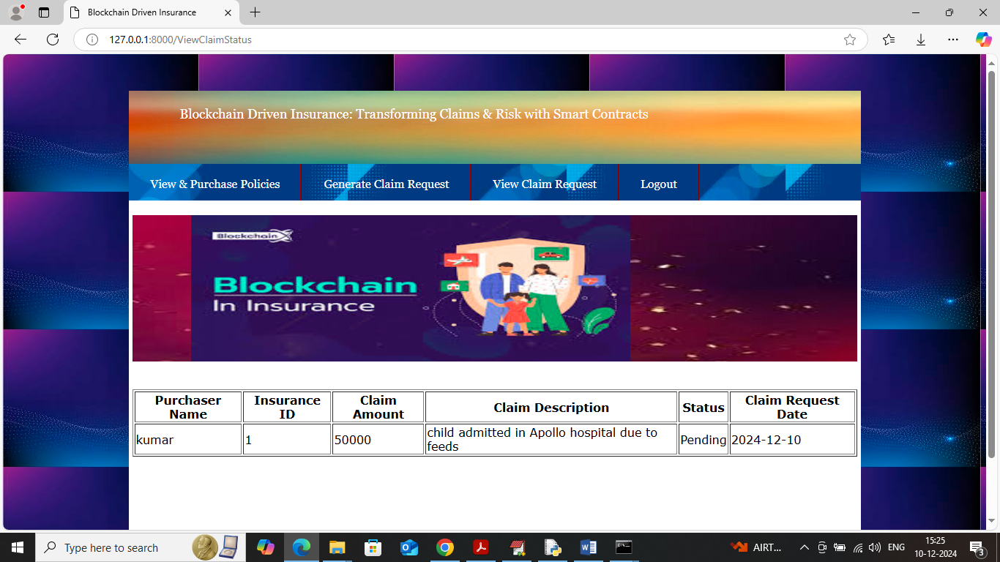 Blockchain Driven Insurance
127.0.0.1:8000/ViewClaimStatus
Blockchain Driven Insurance: Transforming Claims & Risk with Smart Contracts
View & Purchase Policies
Generate Claim Request
View Claim Request
Logout
Blockchain
Blockchain
In Insurance
Purchaser Name
Insurance ID
Claim Amount
Claim Description
Status
Claim Request Date
kumar
1
50000
child admitted in Apollo hospital due to
feeds
Pending
2024-12-10
Type here to search
AIRT...
ENG
15:25
10-12-2024
3